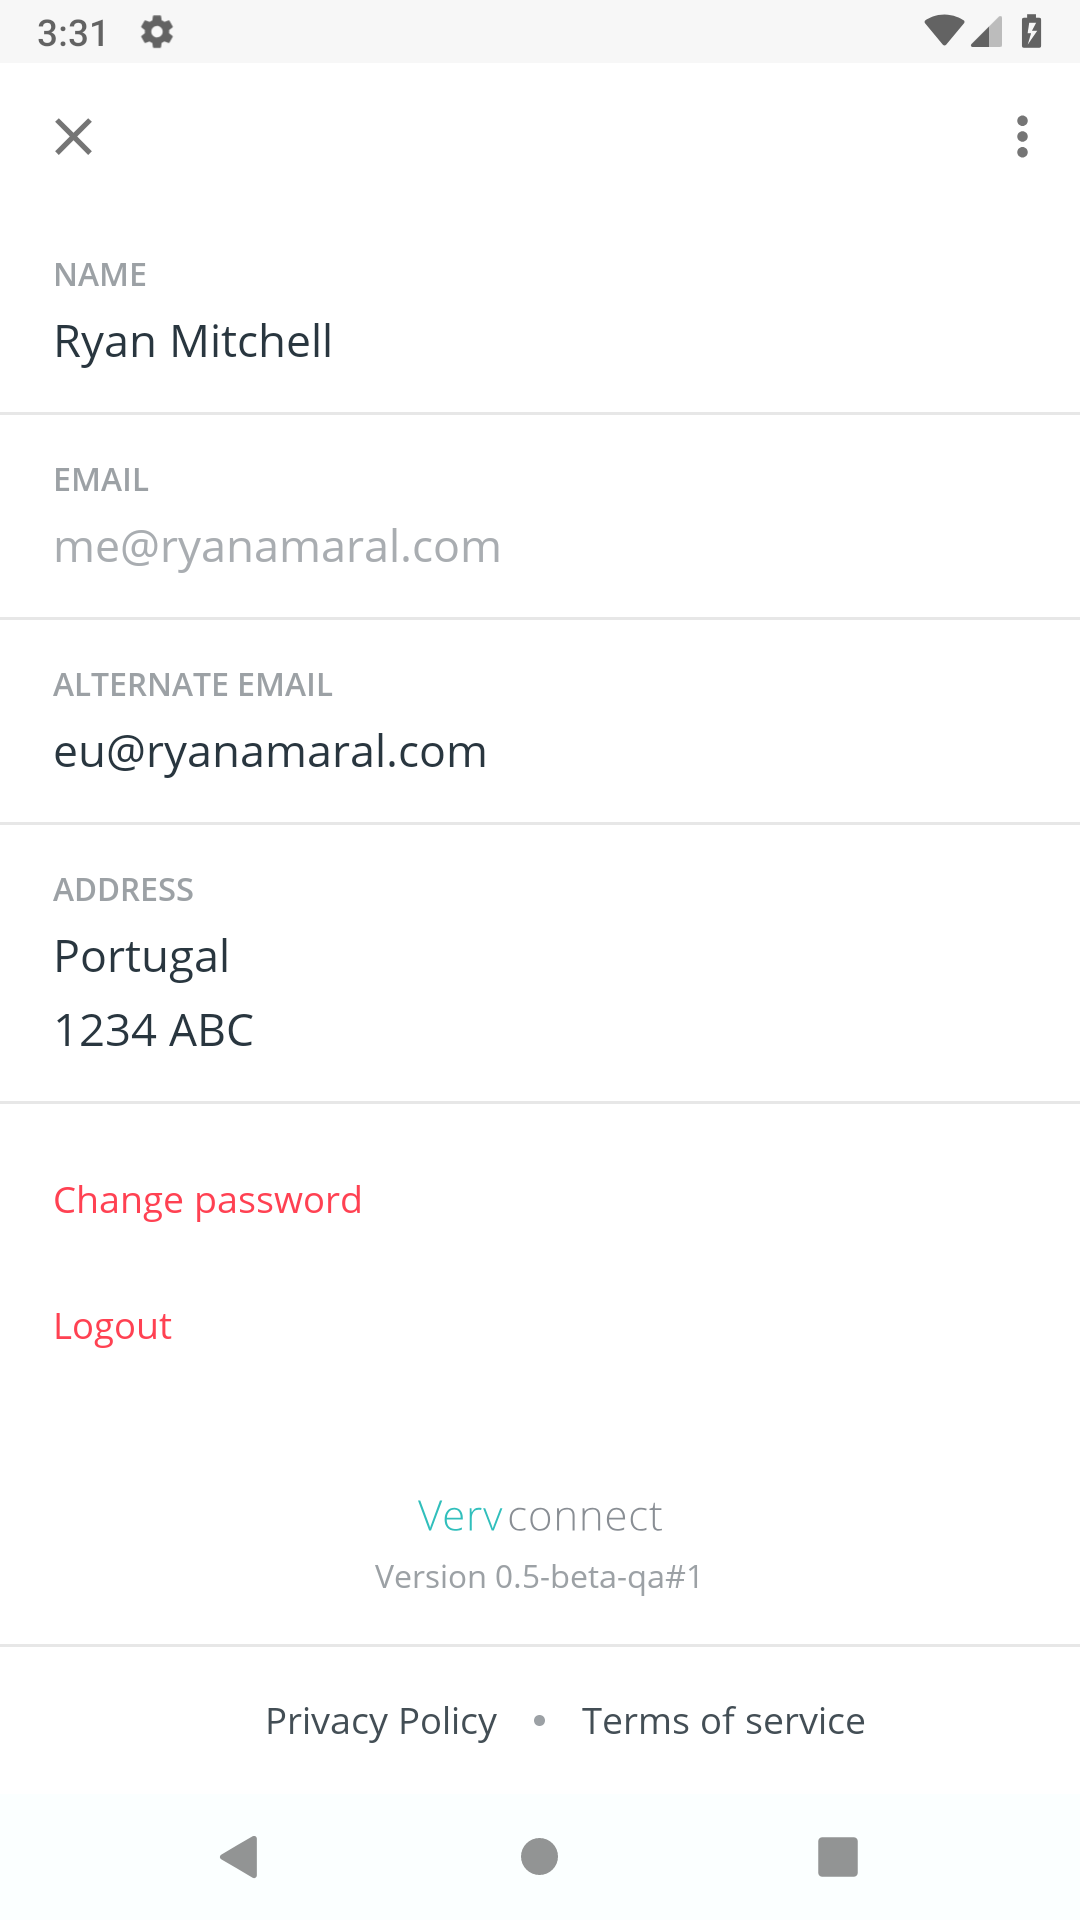 3:31
NAME
Ryan Mitchell
EMAIL
me@ryanamaral.com
ALTERNATE EMAIL
eu@ryanamaral.com
ADDRESS
Portugal
1234 ABC
Change password
Logout
Vervconnect
Version 0.5-beta-qa#1
Privacy Policy • Terms of service